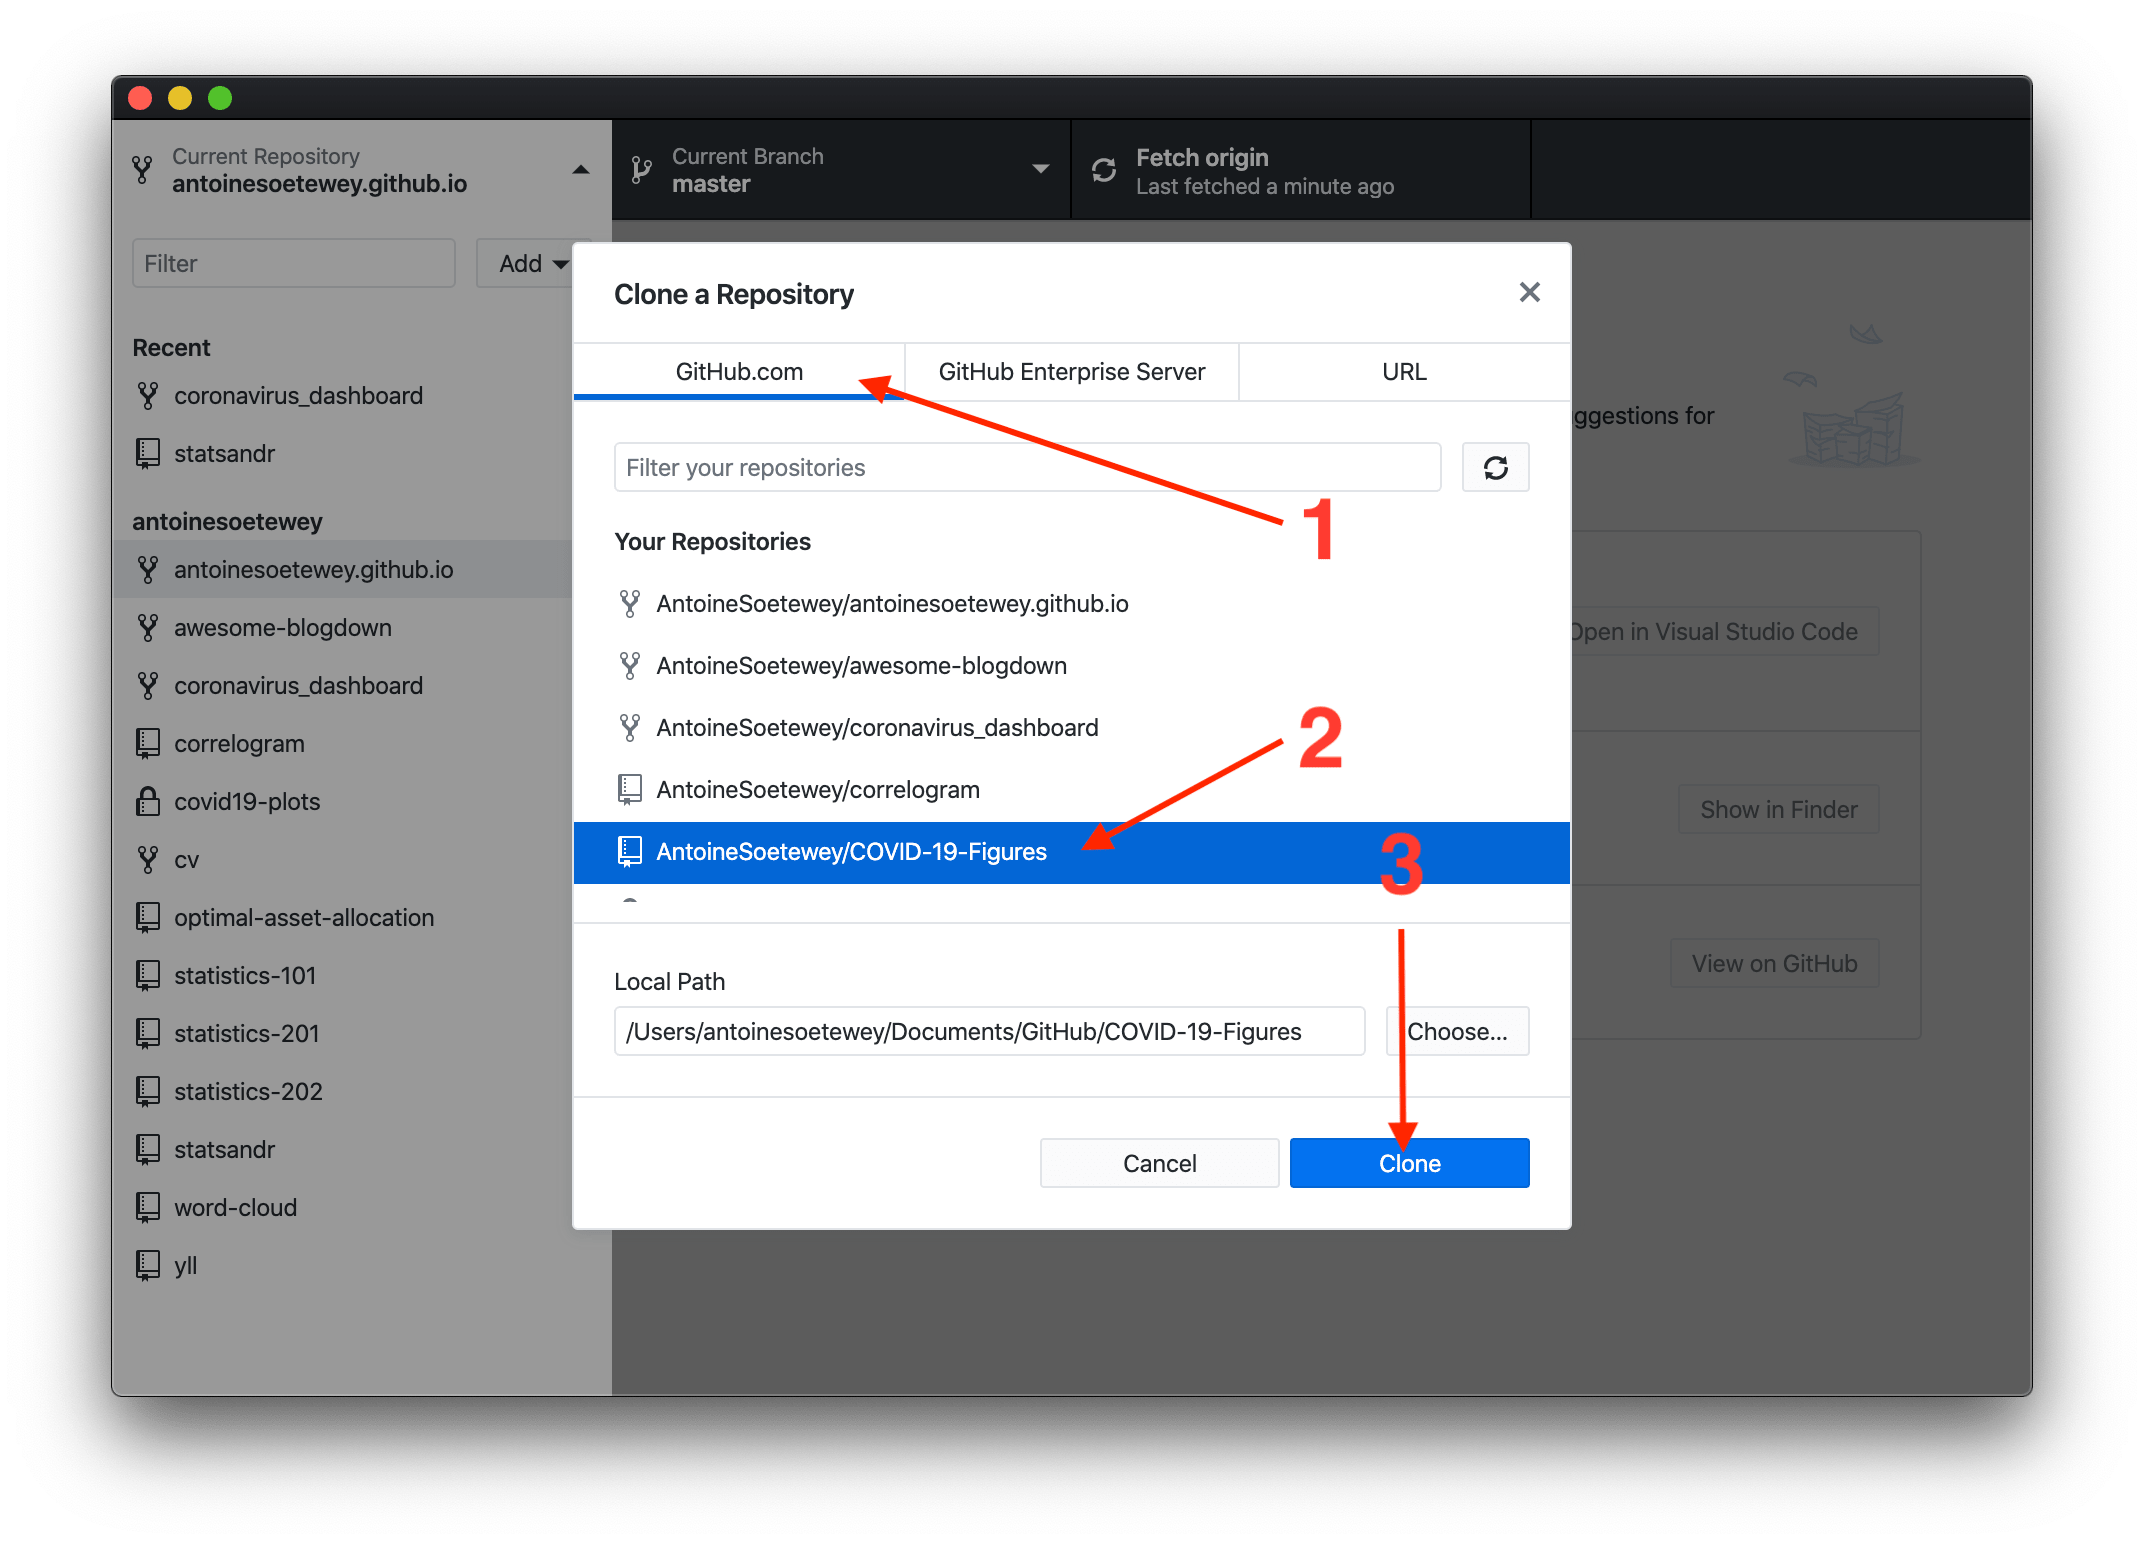 Current Repository
antoinesoetewey.github.io
Current Branch
master
Fetch origin
Last fetched a minute ago
Filter
Add
Recent
coronavirus_dashboard
statsandr
antoinesoetewey
antoinesoetewey.github.io
awesome-blogdown
coronavirus_dashboard
correlogram
covid19-plots
cv
optimal-asset-allocation
statistics-101
statistics-201
statistics-202
statsandr
word-cloud
yll
Clone a Repository
GitHub.com
GitHub Enterprise Server
URL
Filter your repositories
1
Your Repositories
AntoineSoetewey/antoinesoetewey.github.io
AntoineSoetewey/awesome-blogdown
AntoineSoetewey/coronavirus_dashboard
2
AntoineSoetewey/correlogram
AntoineSoetewey/COVID-19-Figures
3
Local Path
/Users/antoinesoetewey/Documents/GitHub/COVID-19-Figures
Choose...
Cancel
Clone
ggestions for
Open in Visual Studio Code
Show in Finder
View on GitHub